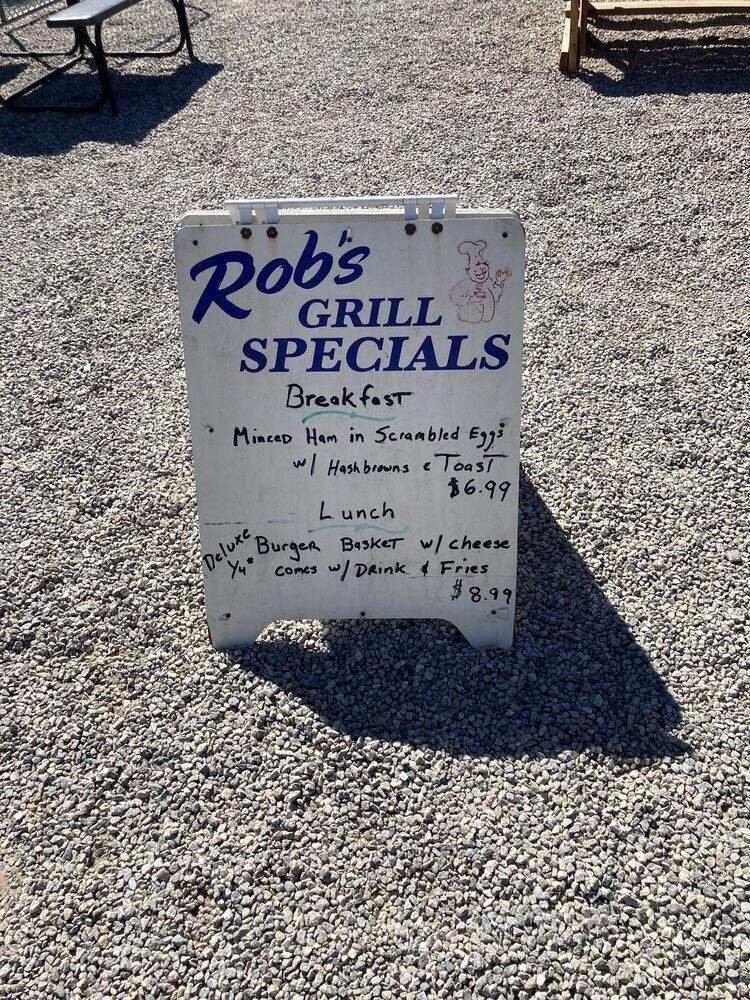 Rob's
GRILL
SPECIALS
Breakfast
Minced Ham in Scrambled Eggs
w/ Hashbrowns & Toast
$6.99
Lunch
Deluxe Burger Basket w/ cheese
1/4# comes w/ Drink & Fries
$8.99